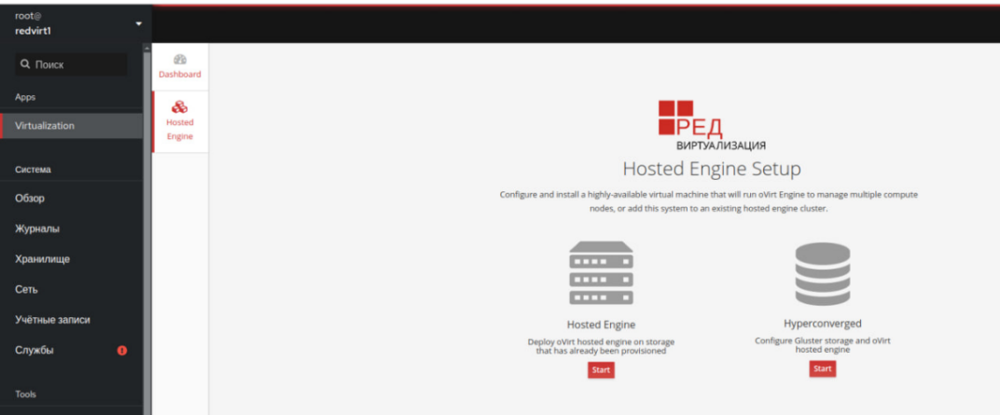 root@
redvirt1
Поиск
Apps
Virtualization
Система
Обзор
Журналы
Хранилище
Сеть
Учётные записи
Службы
Tools
Dashboard
Hosted
Engine
РЕД
ВИРТУАЛИЗАЦИЯ
Hosted Engine Setup
Configure and install a highly-available virtual machine that will run oVirt Engine to manage multiple compute
nodes, or add this system to an existing hosted engine cluster.
Hosted Engine
Deploy oVirt hosted engine on storage
that has already been provisioned
Start
Hyperconverged
Configure Gluster storage and oVirt
hosted engine
Start